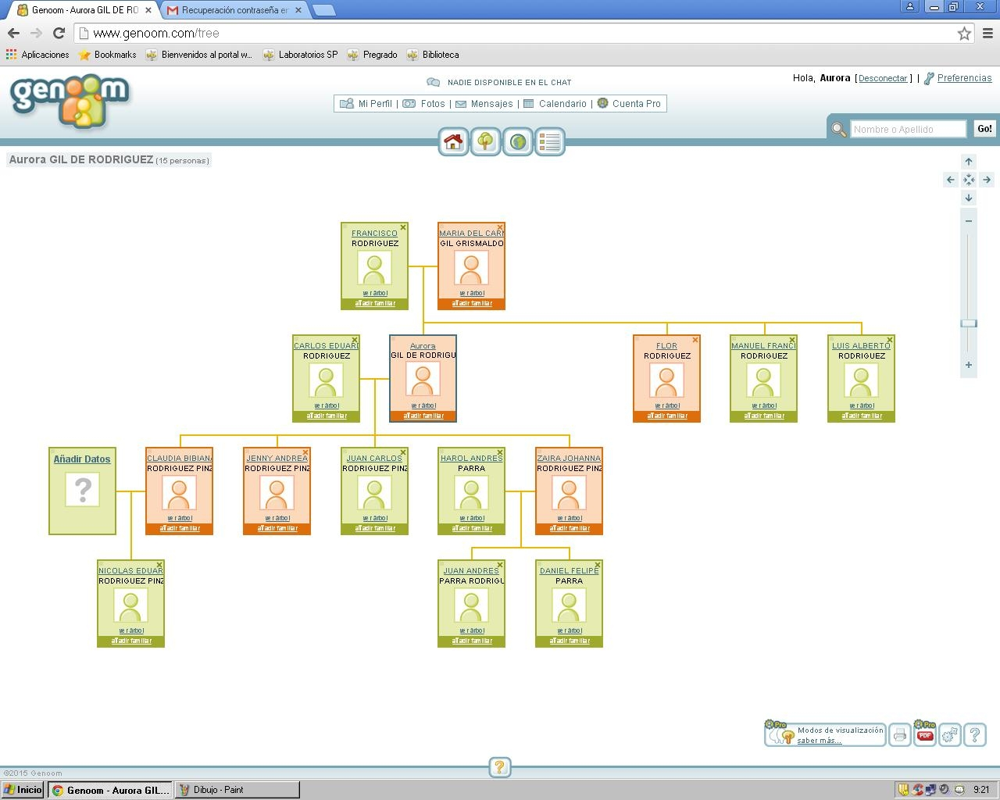 Genoom - Aurora GIL DE RO
Recuperación contraseña en
www.genoom.com/tree
Aplicaciones
Bookmarks
Bienvenidos al portal w...
Laboratorios SP
Pregrado
Biblioteca
genoom
NADIE DISPONIBLE EN EL CHAT
Hola, Aurora [Desconectar] | Preferencias
Mi Perfil | Fotos | Mensajes | Calendario | Cuenta Pro
Nombre o Apellido
Go!
Aurora GIL DE RODRIGUEZ (15 personas)
FRANCISCO
RODRIGUEZ
ver árbol
añadir familiar
MARIA DEL CARM
GIL GRISMALDO
ver árbol
añadir familiar
CARLOS EDUARD
RODRIGUEZ
ver árbol
añadir familiar
Aurora
GIL DE RODRIGU
ver árbol
añadir familiar
FLOR
RODRIGUEZ
ver árbol
añadir familiar
MANUEL FRANCI
RODRIGUEZ
ver árbol
añadir familiar
LUIS ALBERTO
RODRIGUEZ
ver árbol
añadir familiar
Añadir Datos
?
CLAUDIA BIBIANA
RODRIGUEZ PINZ
ver árbol
añadir familiar
JENNY ANDREA
RODRIGUEZ PINZ
ver árbol
añadir familiar
JUAN CARLOS
RODRIGUEZ PINZ
ver árbol
añadir familiar
HAROL ANDRES
PARRA
ver árbol
añadir familiar
ZAIRA JOHANNA
RODRIGUEZ PINZ
ver árbol
añadir familiar
NICOLAS EDUAR
RODRIGUEZ PINZ
ver árbol
añadir familiar
JUAN ANDRES
PARRA RODRIGU
ver árbol
añadir familiar
DANIEL FELIPE
PARRA
ver árbol
añadir familiar
Pro
Modos de visualización
saber más...
Pro
PDF
?
?
©2015 Genoom
Inicio
Genoom - Aurora GIL...
Dibujo - Paint
9:21